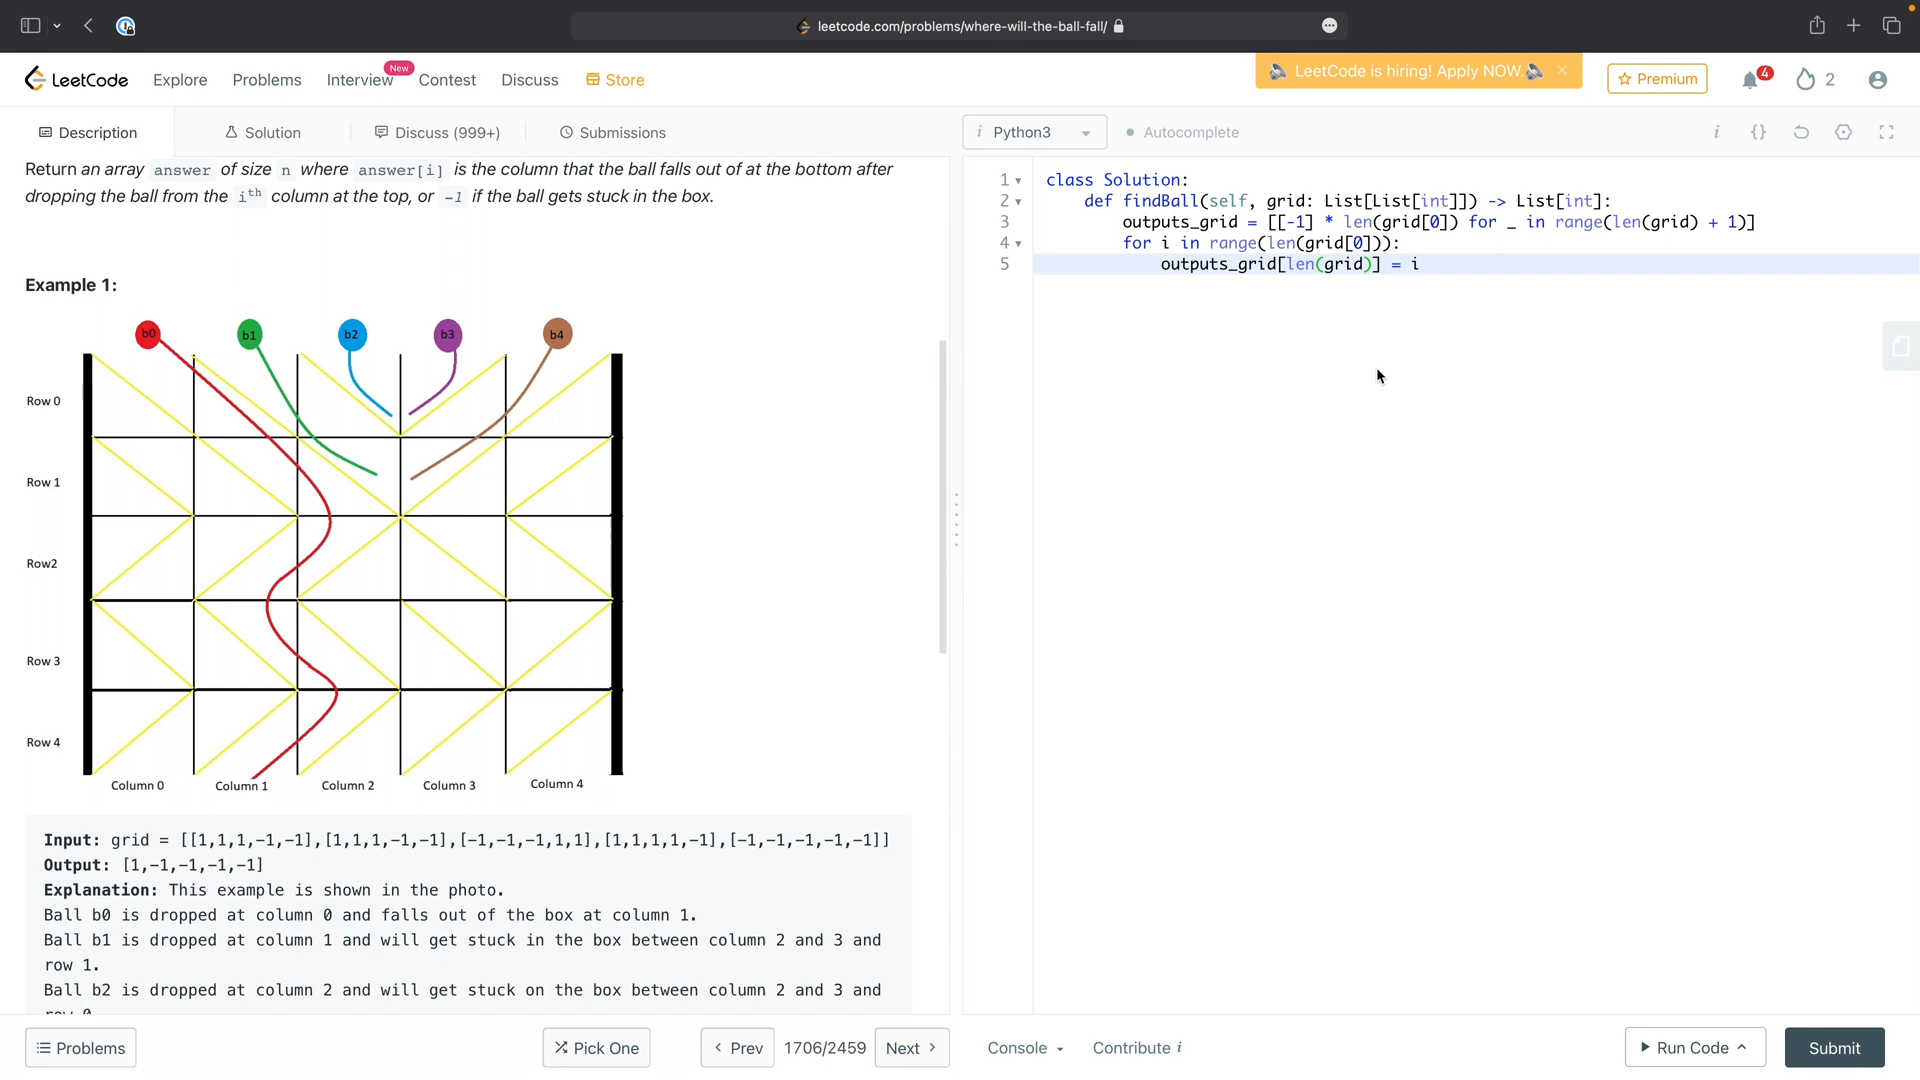 leetcode.com/problems/where-will-the-ball-fall/
LeetCode
Explore
Problems
Interview
New
Contest
Discuss
Store
LeetCode is hiring! Apply NOW.
Premium
4
2
Description
Solution
Discuss (999+)
Submissions
Return an array answer of size n where answer[i] is the column that the ball falls out of at the bottom after
dropping the ball from the ith column at the top, or -1 if the ball gets stuck in the box.
Example 1:
b0
b1
b2
b3
b4
Row 0
Row 1
Row2
Row 3
Row 4
Column 0
Column 1
Column 2
Column 3
Column 4
Input: grid = [[1,1,1,-1,-1],[1,1,1,-1,-1],[-1,-1,-1,1,1],[1,1,1,1,-1],[-1,-1,-1,-1,-1]]
Output: [1,-1,-1,-1,-1]
Explanation: This example is shown in the photo.
Ball b0 is dropped at column 0 and falls out of the box at column 1.
Ball b1 is dropped at column 1 and will get stuck in the box between column 2 and 3 and
row 1.
Ball b2 is dropped at column 2 and will get stuck on the box between column 2 and 3 and
Problems
Pick One
Prev
1706/2459
Next
i Python3
Autocomplete
i
{}
1 class Solution:
2 def findBall(self, grid: List[List[int]]) -> List[int]:
3 outputs_grid = [[-1] * len(grid[0]) for _ in range(len(grid) + 1)]
4 for i in range(len(grid[0])):
5 outputs_grid[len(grid)] = i
Console
Contribute i
Run Code
Submit